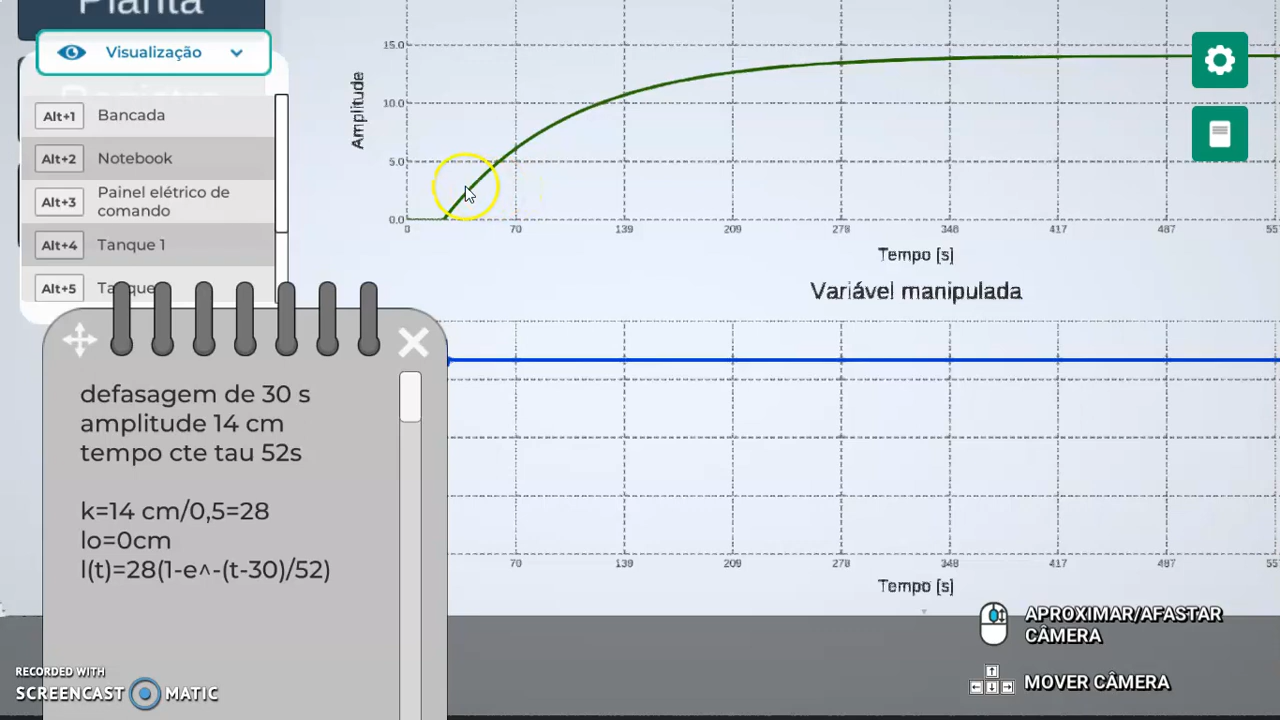 Planta
Visualização
Alt+1 Bancada
Alt+2 Notebook
Alt+3 Painel elétrico de
comando
Alt+4 Tanque 1
Alt+5
defasagem de 30 s
amplitude 14 cm
tempo cte tau 52s
k=14 cm/0,5=28
lo=0cm
l(t)=28(1-e^-(t-30)/52)
Amplitude
15.0
10.0
5.0
0.0
0 70 139 209 278 348 417 487
Tempo [s]
Variável manipulada
70 139 209 278 348 417 487
Tempo [s]
APROXIMAR/AFASTAR
CÂMERA
MOVER CÂMERA
RECORDED WITH
SCREENCAST MATIC